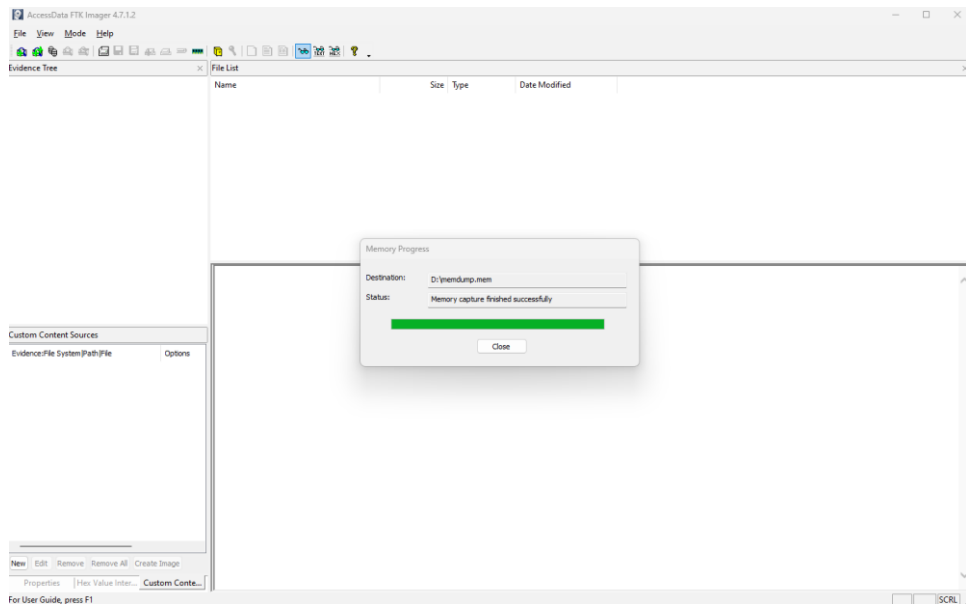 AccessData FTK Imager 4.7.1.2
File View Mode Help
Evidence Tree
File List
Name Size Type Date Modified
Memory Progress
Destination: D:\memdump.mem
Status: Memory capture finished successfully
Close
Custom Content Sources
Evidence:File System|Path|File Options
New Edit Remove Remove All Create Image
Properties Hex Value Inter... Custom Conte...
For User Guide, press F1
SCRL